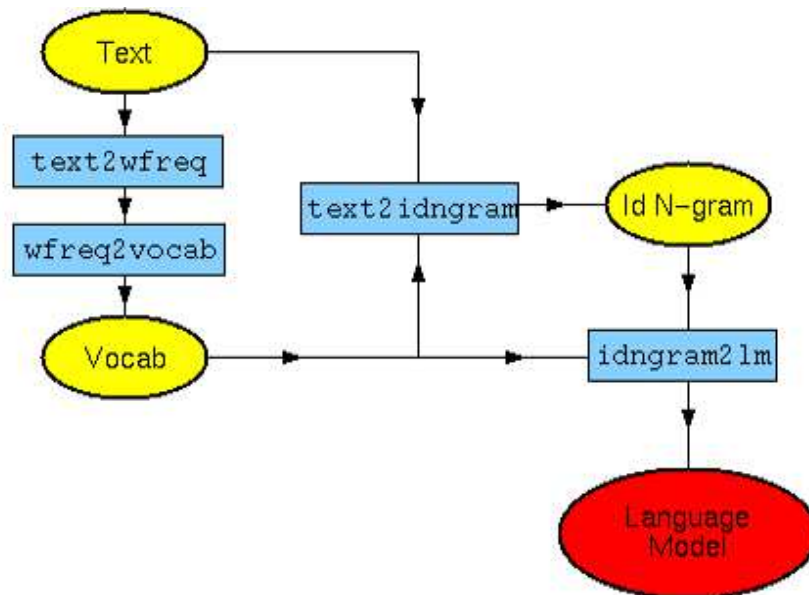 Text
text2wfreq
text2idngram
Id N-gram
wfreq2vocab
Vocab
idngram2lm
Language
Model